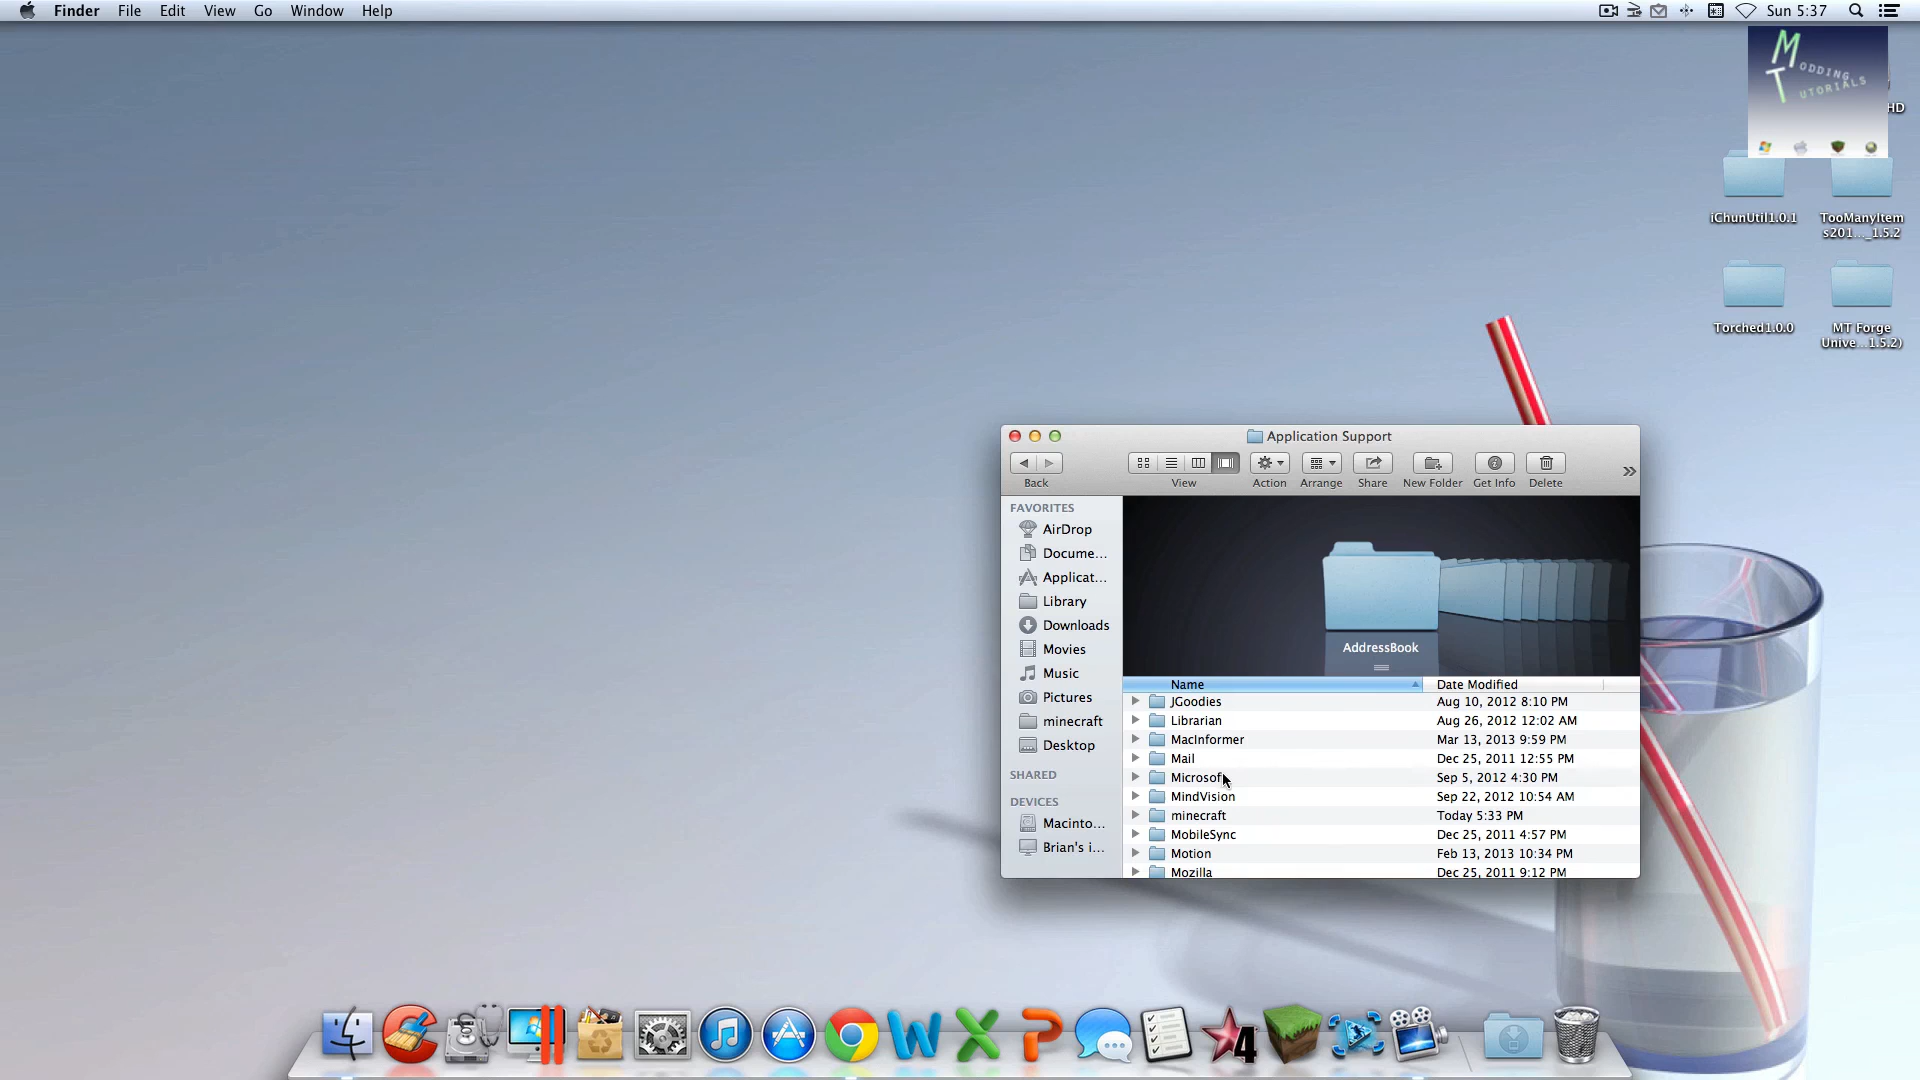 Finder File Edit View Go Window Help
Sun 5:37
MODDING
TUTORIALS
HD
iChunUtil1.0.1
TooManyItem
s201..._1.5.2
Torched1.0.0
MT Forge
Unive...1.5.2)
Application Support
Back
View
Action
Arrange
Share
New Folder
Get Info
Delete
FAVORITES
AirDrop
Docume...
Applicat...
Library
Downloads
Movies
Music
Pictures
minecraft
Desktop
SHARED
DEVICES
Macinto...
Brian's i...
AddressBook
Name Date Modified
JGoodies Aug 10, 2012 8:10 PM
Librarian Aug 26, 2012 12:02 AM
MacInformer Mar 13, 2013 9:59 PM
Mail Dec 25, 2011 12:55 PM
Microsoft Sep 5, 2012 4:30 PM
MindVision Sep 22, 2012 10:54 AM
minecraft Today 5:33 PM
MobileSync Dec 25, 2011 4:57 PM
Motion Feb 13, 2013 10:34 PM
Mozilla Dec 25, 2011 9:12 PM
4